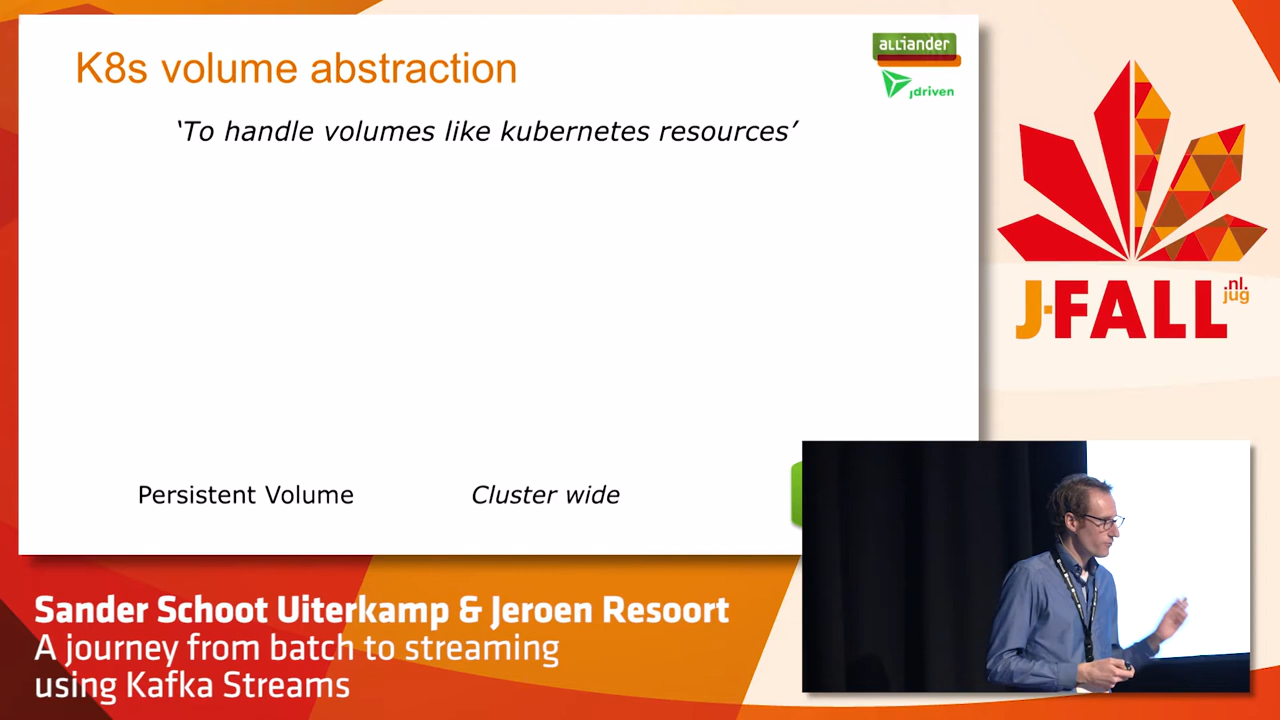 K8s volume abstraction
alliander
jdriven
‘To handle volumes like kubernetes resources’
Persistent Volume
Cluster wide
J-FALL
.nl.
jug
Sander Schoot Uiterkamp & Jeroen Resoort
A journey from batch to streaming
using Kafka Streams